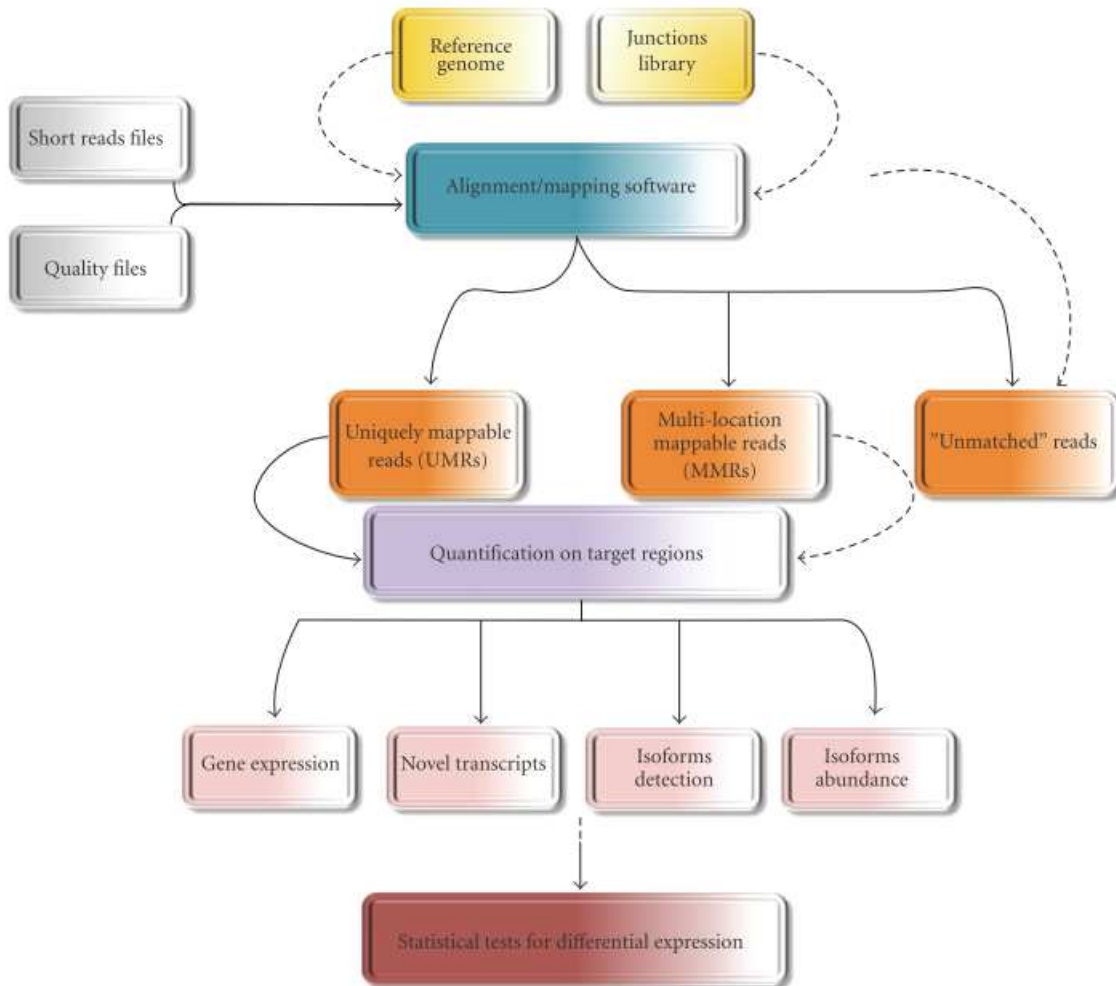 Reference
genome
Junctions
library
Short reads files
Alignment/mapping software
Quality files
Uniquely mappable
reads (UMRs)
Multi-location
mappable reads
(MMRs)
”Unmatched” reads
Quantification on target regions
Gene expression
Novel transcripts
Isoforms
detection
Isoforms
abundance
Statistical tests for differential expression